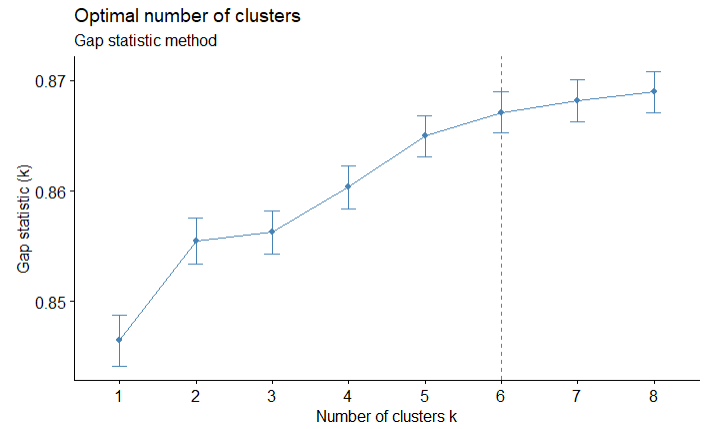 Optimal number of clusters
Gap statistic method
Gap statistic (k)
0.87
0.86
0.85
1 2 3 4 5 6 7 8
Number of clusters k